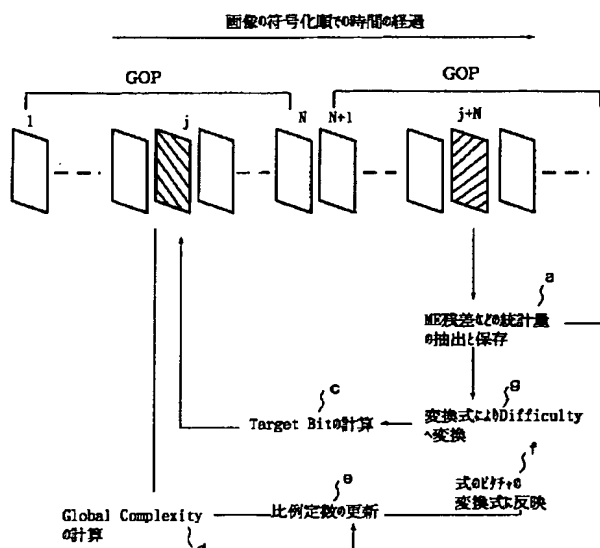 画像の符号化順での時間の経過
GOP
GOP
1
j
N
N+1
j+N
a
ME残差などの統計量
の抽出と保存
g
c
変換式によりDifficulty
へ変換
Target Bitの計算
f
e
式のピクチャの
変換式に反映
比例定数の更新
Global Complexity
の計算